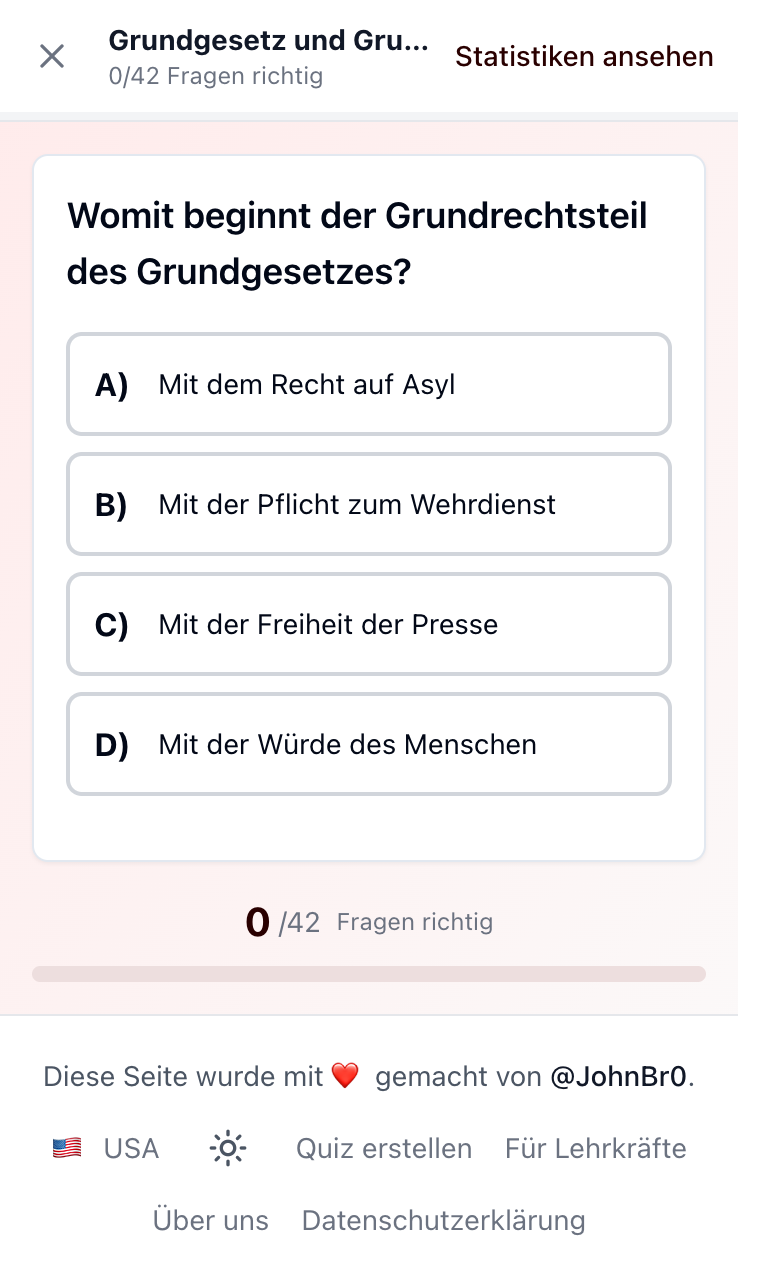 Grundgesetz und Gru...
0/42 Fragen richtig
Statistiken ansehen
Womit beginnt der Grundrechtsteil
des Grundgesetzes?
A) Mit dem Recht auf Asyl
B) Mit der Pflicht zum Wehrdienst
C) Mit der Freiheit der Presse
D) Mit der Würde des Menschen
0 /42 Fragen richtig
Diese Seite wurde mit ❤️ gemacht von @JohnBr0.
🇺🇸 USA Quiz erstellen Für Lehrkräfte
Über uns Datenschutzerklärung